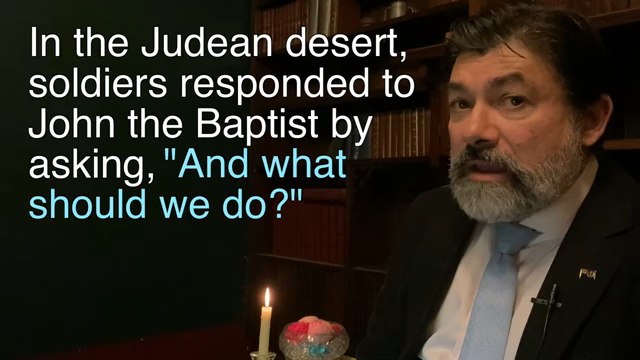 In the Judean desert,
soldiers responded to
John the Baptist by
asking, "And what
should we do?"